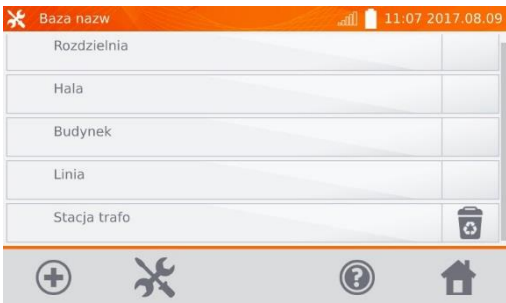 Baza nazw 11:07 2017.08.09
Rozdzielnia
Hala
Budynek
Linia
Stacja trafo